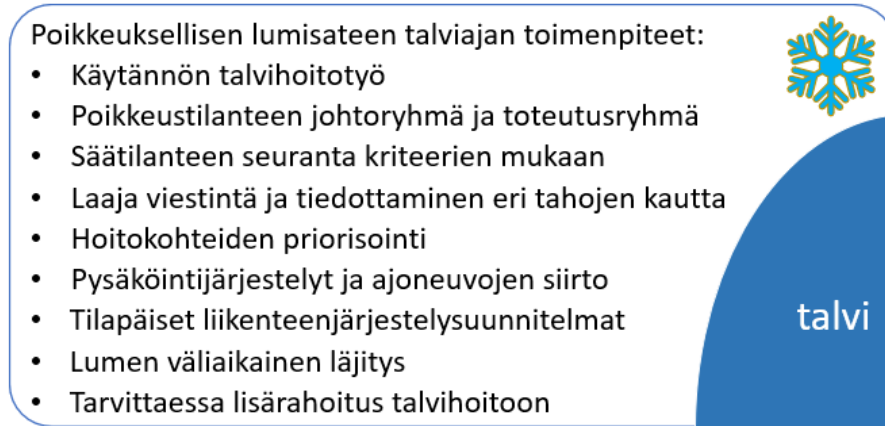 Poikkeuksellisen lumisateen talviajan toimenpiteet:
• Käytännön talvihoitotyö
• Poikkeustilanteen johtoryhmä ja toteutusryhmä
• Säätilanteen seuranta kriteerien mukaan
• Laaja viestintä ja tiedottaminen eri tahojen kautta
• Hoitokohteiden priorisointi
• Pysäköintijärjestelyt ja ajoneuvojen siirto
• Tilapäiset liikenteenjärjestelysuunnitelmat
• Lumen väliaikainen läjitys
• Tarvittaessa lisärahoitus talvihoitoon
talvi